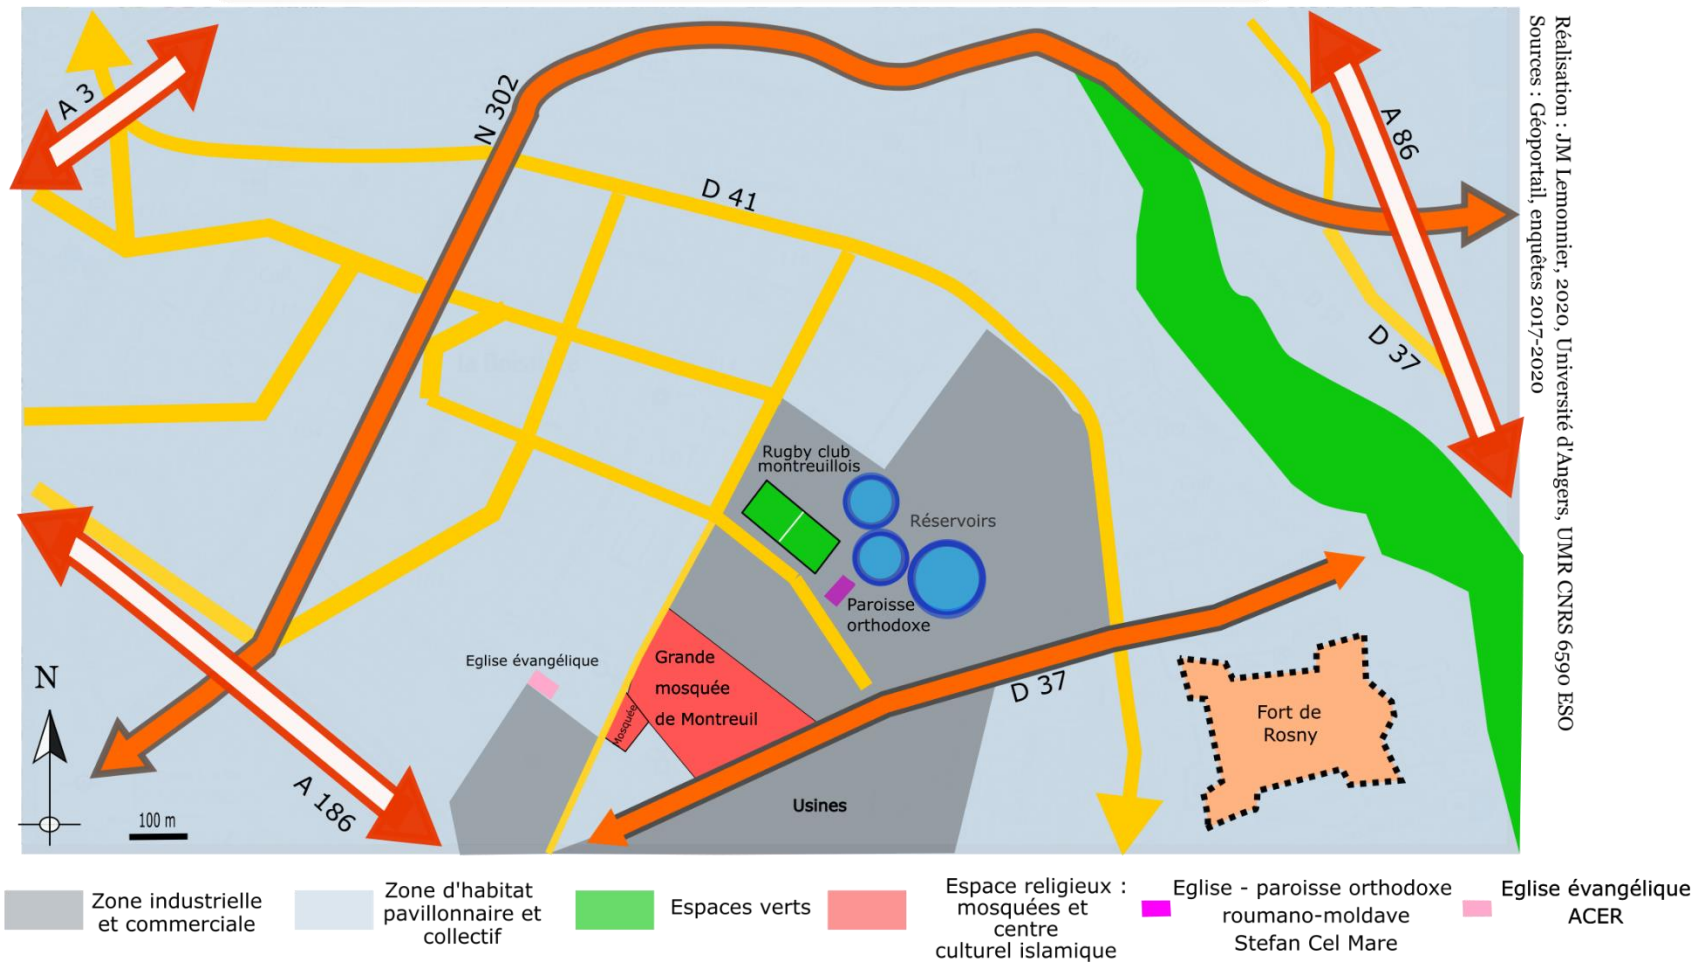 A 3
N 302
D 41
A 86
D 37
Rugby club
montreuillois
Réservoirs
Paroisse
orthodoxe
Eglise évangélique
Grande
mosquée
de Montreuil
Mosquée
D 37
Fort de
Rosny
Usines
N
100 m
A 186
Réalisation : JM Lemonnier, 2020, Université d'Angers, UMR CNRS 6590 ESO
Sources : Géoportail, enquêtes 2017-2020
Zone industrielle
et commerciale
Zone d'habitat
pavillonnaire et
collectif
Espaces verts
Espace religieux :
mosquées et
centre
culturel islamique
Eglise - paroisse orthodoxe
roumano-moldave
Stefan Cel Mare
Eglise évangélique
ACER